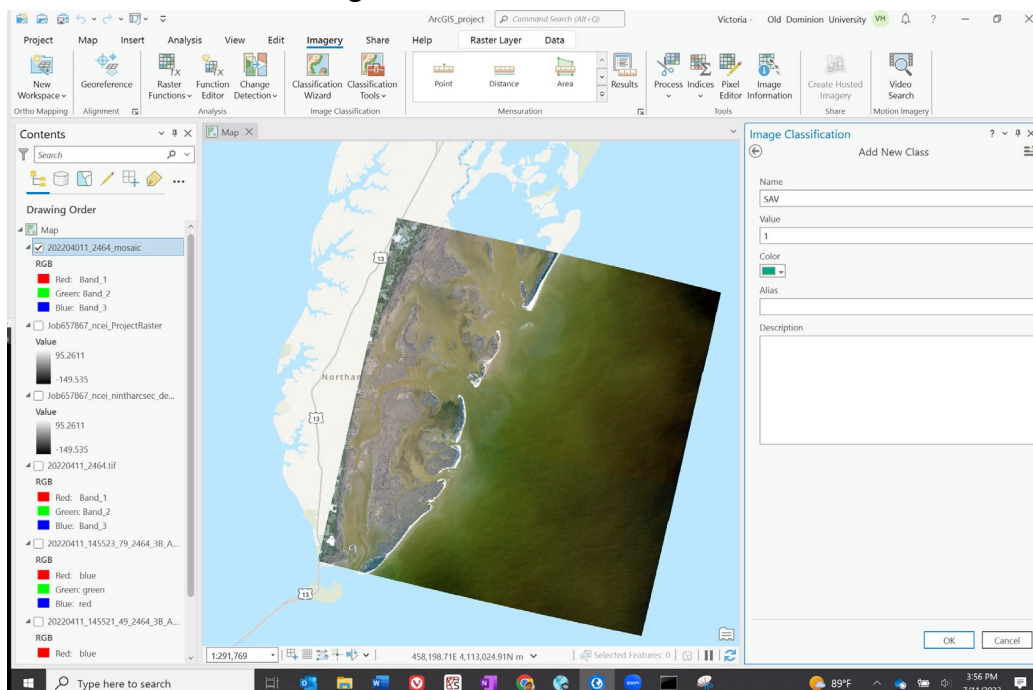 ArcGIS_project
Command Search (Alt+Q)
Victoria - Old Dominion University VH ?
Project Map Insert Analysis View Edit Imagery Share Help Raster Layer Data
New Workspace
Georeference
Raster Functions
Function Editor
Change Detection
Classification Wizard
Classification Tools
Point
Distance
Area
Results
Process
Indices
Pixel Editor
Image Information
Create Hosted Imagery
Video Search
Ortho Mapping
Alignment
Analysis
Image Classification
Mensuration
Tools
Share
Motion Imagery
Contents
Search
Drawing Order
Map
202204011_2464_mosaic
RGB
Red: Band_1
Green: Band_2
Blue: Band_3
Job657867_ncei_ProjectRaster
Value
95.2611
-149.535
Job657867_ncei_nintharcsec_de...
Value
95.2611
-149.535
20220411_2464.tif
RGB
Red: Band_1
Green: Band_2
Blue: Band_3
20220411_145523_79_2464_3B_A...
RGB
Red: blue
Green: green
Blue: red
20220411_145521_49_2464_3B_A...
RGB
Red: blue
Map
13
Northar
13
13
1:291,769
458,198.71E 4,113,024.91N m
Selected Features: 0
Image Classification
?
Add New Class
Name
SAV
Value
1
Color
Alias
Description
OK
Cancel
Type here to search
89°F
3:56 PM